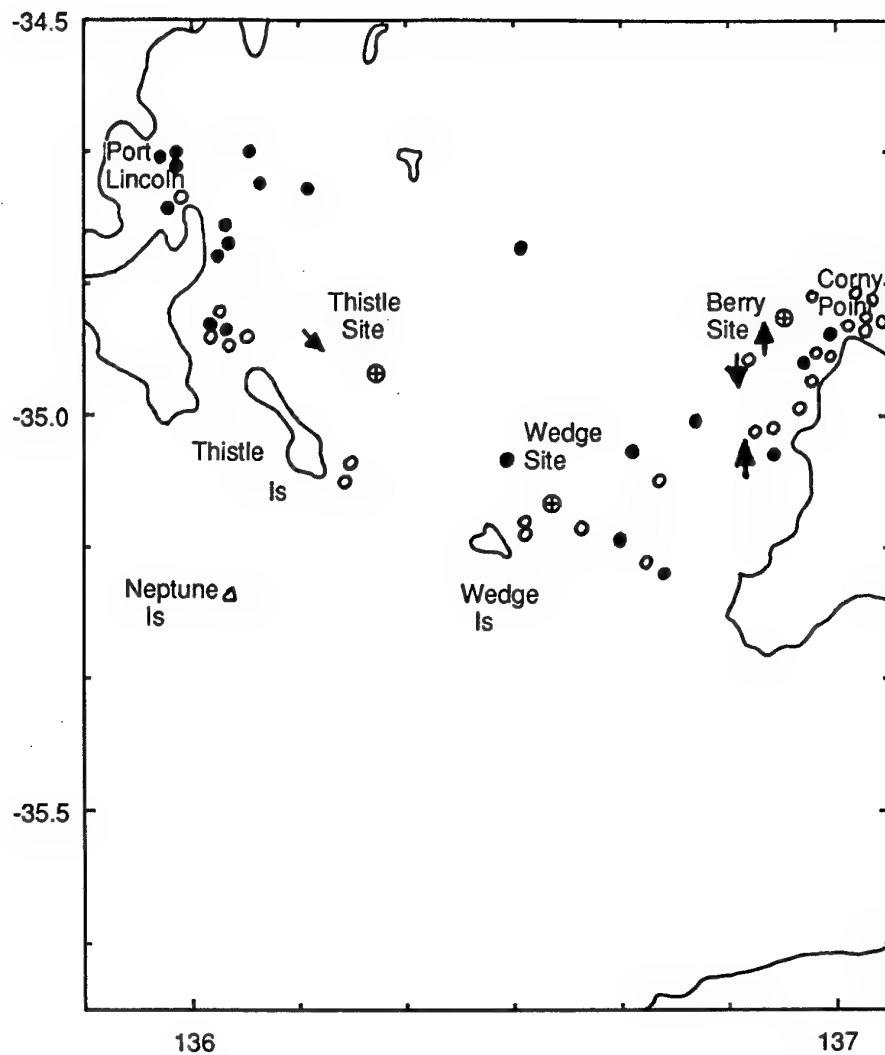 -34.5
Port
Lincoln
Thistle
Site
Berry
Site
Corny
Point
-35.0
Thistle
Is
Wedge
Site
Neptune
Is
Wedge
Is
-35.5
136
137